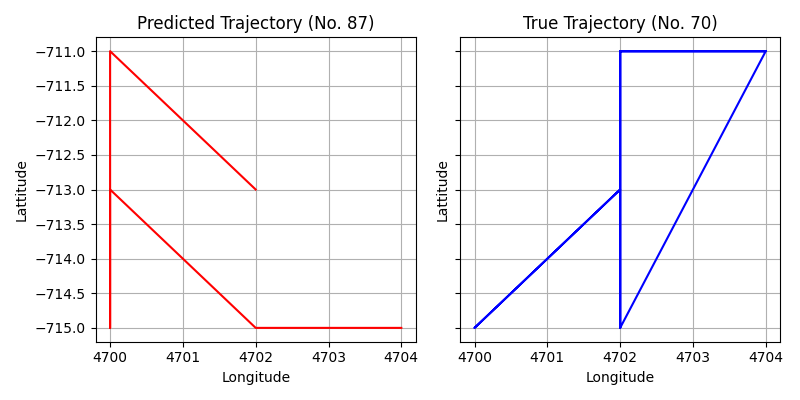 Predicted Trajectory (No. 87)
True Trajectory (No. 70)
−711.0
−711.5
−712.0
−712.5
−713.0
−713.5
−714.0
−714.5
−715.0
Lattitude
Lattitude
4700 4701 4702 4703 4704
4700 4701 4702 4703 4704
Longitude
Longitude